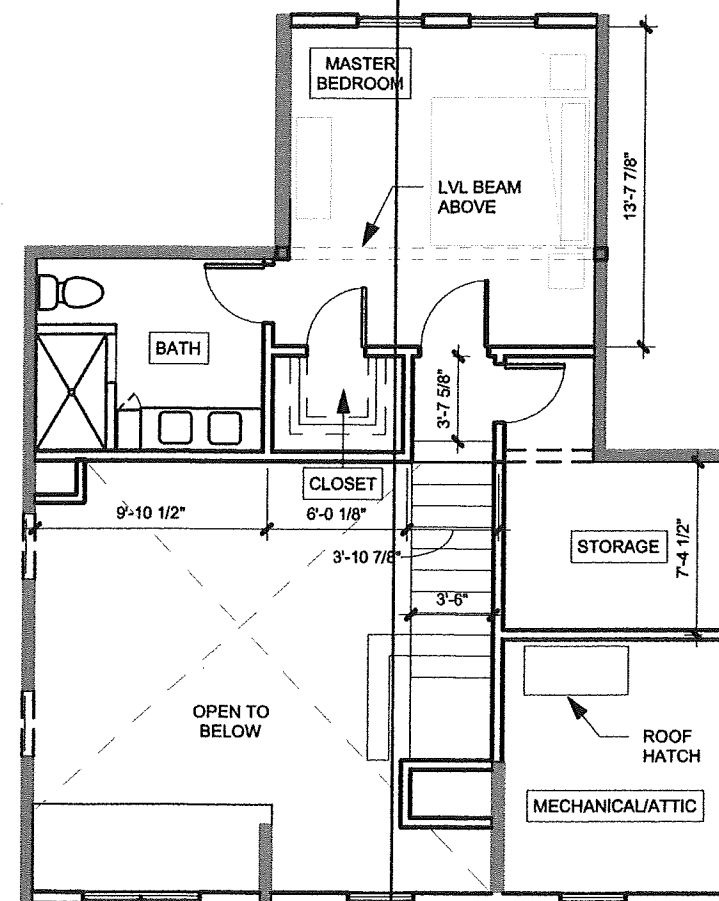 MASTER
BEDROOM
LVL BEAM
ABOVE
13'-7 7/8"
BATH
3'-7 5/8"
CLOSET
9'-10 1/2"
6'-0 1/8"
3'-10 7/8"
STORAGE
7'-4 1/2"
3'-6"
OPEN TO
BELOW
ROOF
HATCH
MECHANICAL/ATTIC